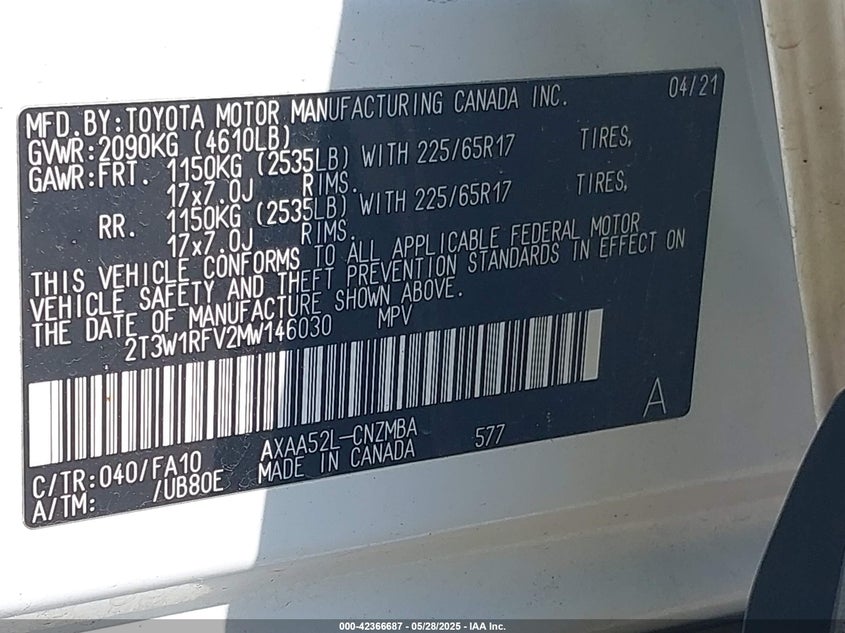 04/21
MFD.BY:TOYOTA MOTOR MANUFACTURING CANADA INC.
GVWR:2090KG (4610LB)
GAWR:FRT. 1150KG (2535LB) WITH 225/65R17 TIRES,
17x7.0J RIMS.
RR. 1150KG (2535LB) WITH 225/65R17 TIRES,
17x7.0J RIMS.
THIS VEHICLE CONFORMS TO ALL APPLICABLE FEDERAL MOTOR
VEHICLE SAFETY AND THEFT PREVENTION STANDARDS IN EFFECT ON
THE DATE OF MANUFACTURE SHOWN ABOVE.
2T3W1RFV2MW146030 MPV
A
C/TR:040/FA10 AXAA52L-CNZMBA 577
A/TM: /UB80E MADE IN CANADA
000-42366687 - 05/28/2025 - IAA Inc.